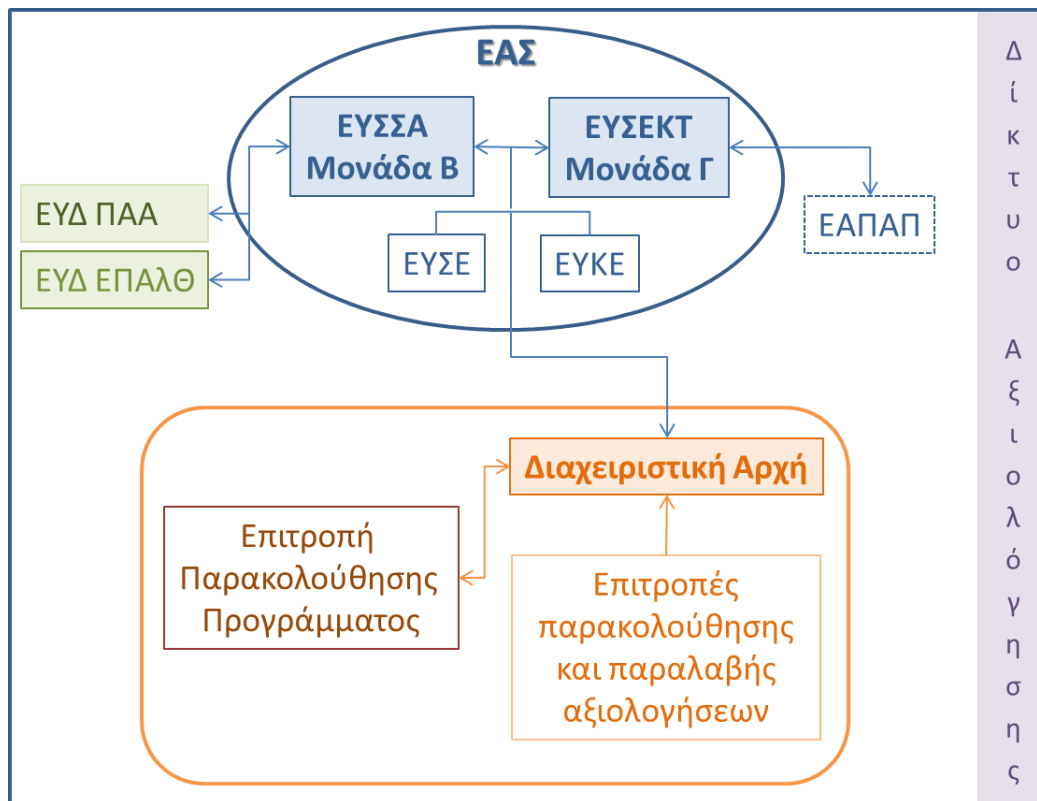 ΕΑΣ
ΕΥΣΣΑ
Μονάδα Β
ΕΥΣΕΚΤ
Μονάδα Γ
ΕΥΔ ΠΑΑ
ΕΥΔ ΕΠΑλΘ
ΕΥΣΕ
ΕΥΚΕ
ΕΑΠΑΠ
Διαχειριστική Αρχή
Επιτροπή
Παρακολούθησης
Προγράμματος
Επιτροπές
παρακολούθησης
και παραλαβής
αξιολογήσεων
Δίκτυο Αξιολόγησης